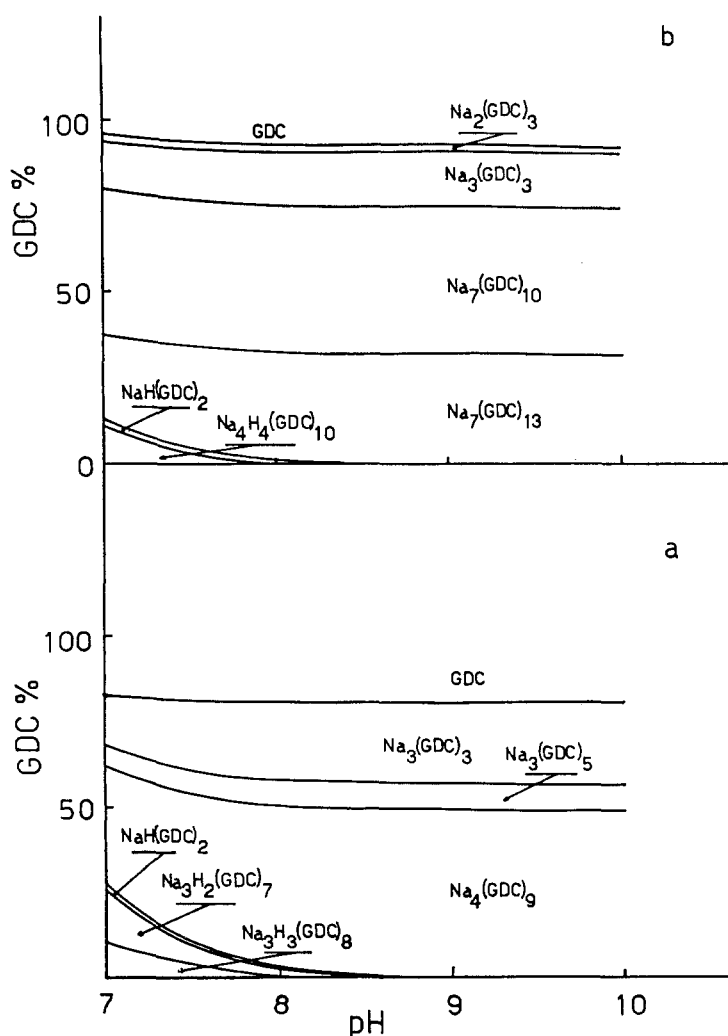 b
100
GDC
Na₂(GDC)₃
Na₃(GDC)₃
GDC %
50
Na₇(GDC)₁₀
NaH(GDC)₂
Na₄H₄(GDC)₁₀
Na₇(GDC)₁₃
0
a
100
GDC
GDC %
Na₃(GDC)₃
Na₃(GDC)₅
50
NaH(GDC)₂
Na₃H₂(GDC)₇
Na₄(GDC)₉
Na₃H₃(GDC)₈
7 8 9 10
pH